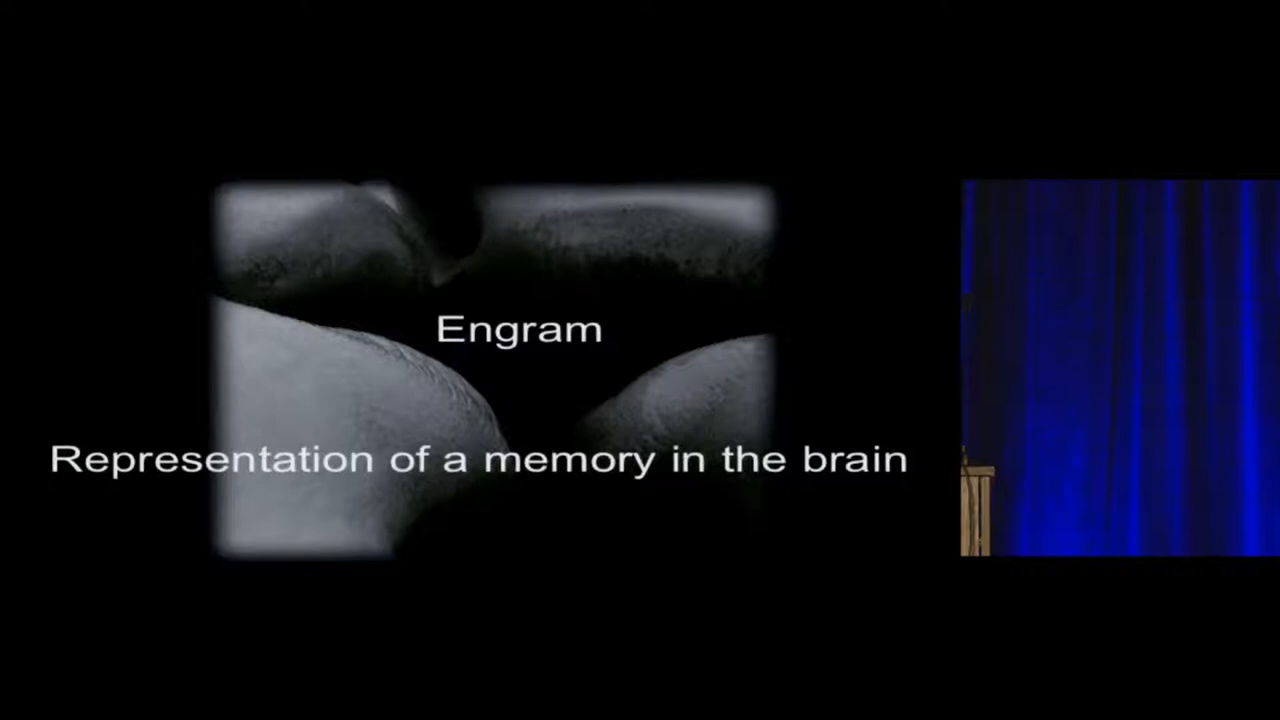 Engram
Representation of a memory in the brain